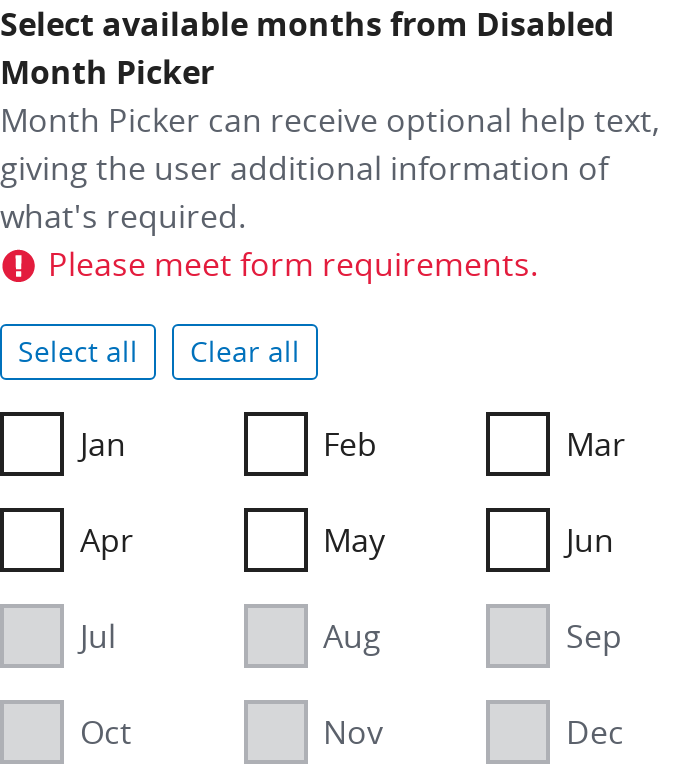 Select available months from Disabled
Month Picker
Month Picker can receive optional help text,
giving the user additional information of
what's required.
Please meet form requirements.
Select all Clear all
Jan Feb Mar
Apr May Jun
Jul Aug Sep
Oct Nov Dec